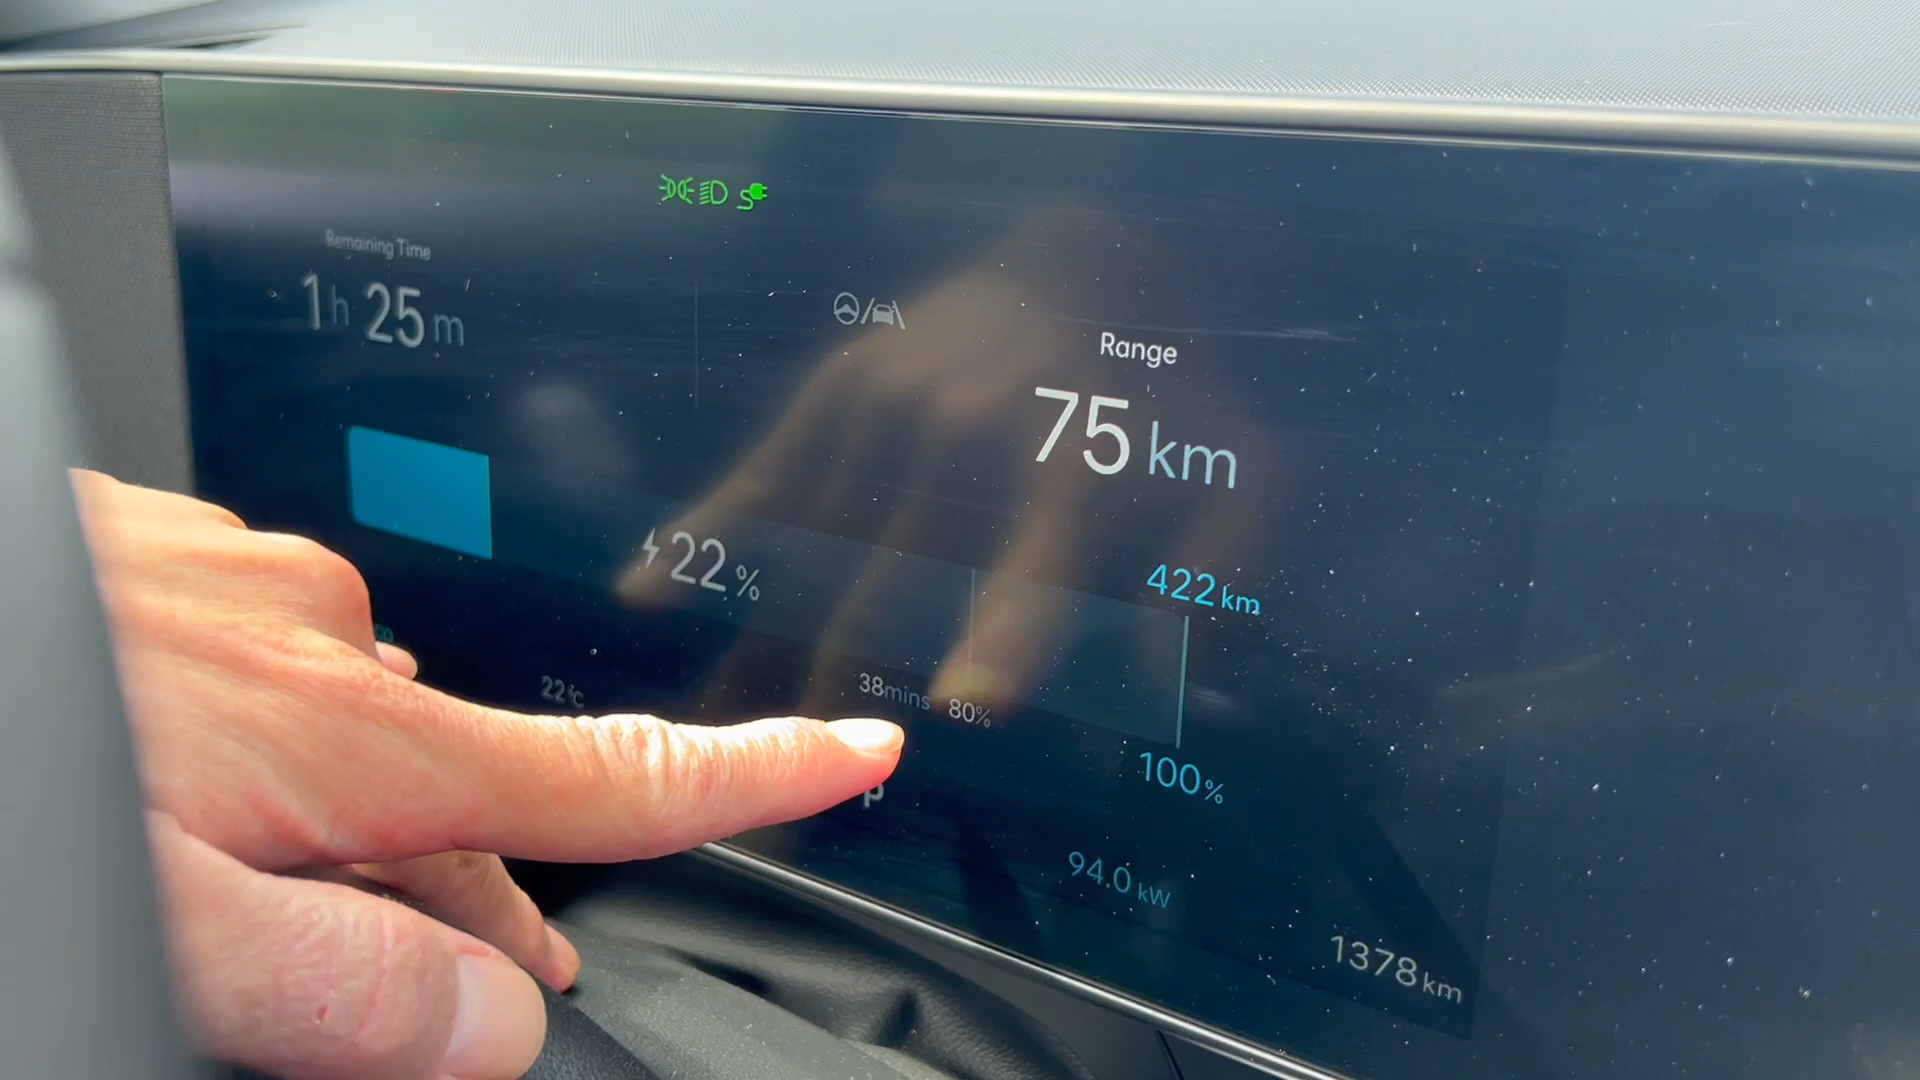 Remaining Time
1h 25m
Range
75 km
22%
422 km
22°C
38mins 80%
100%
P
94.0 kW
1378 km